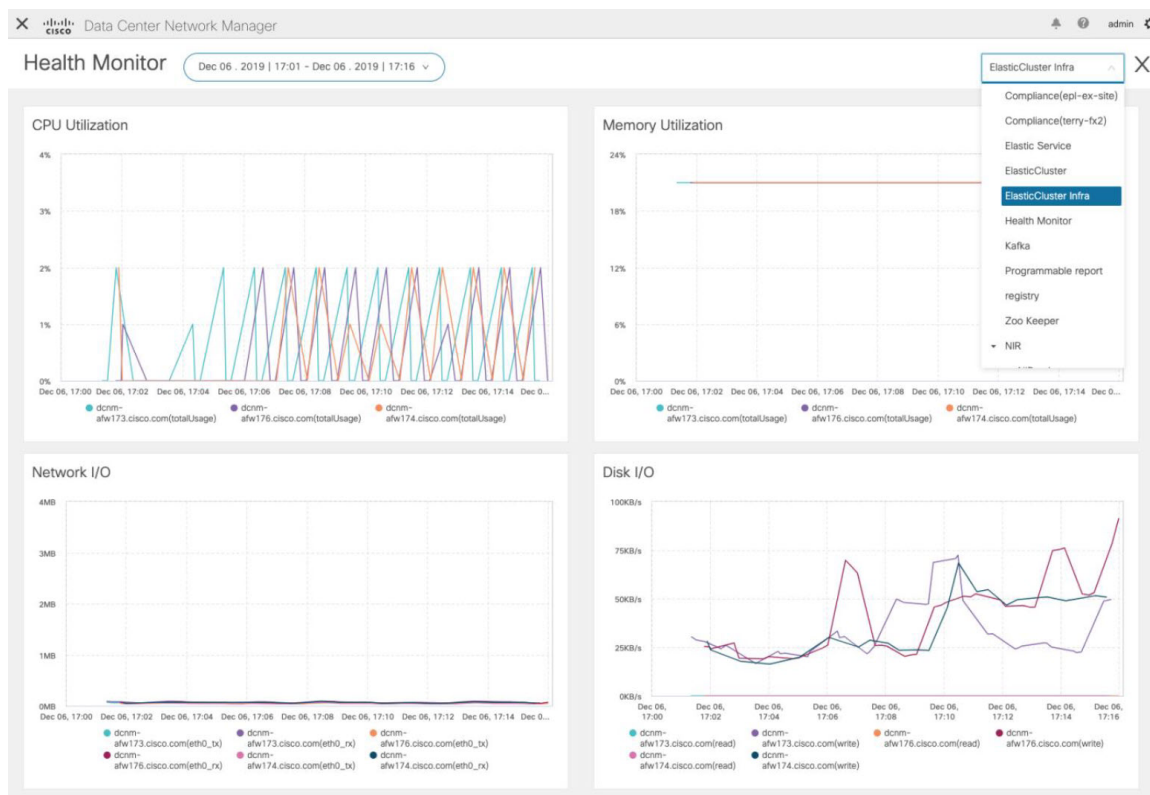 CISCO Data Center Network Manager admin
Health Monitor Dec 06 . 2019 | 17:01 - Dec 06 . 2019 | 17:16 ElasticCluster Infra X
Compliance(epl-ex-site)
Compliance(terry-fx2)
Elastic Service
ElasticCluster
ElasticCluster Infra
Health Monitor
Kafka
Programmable report
registry
Zoo Keeper
NIR
CPU Utilization
4%
3%
2%
1%
0%
Dec 06, 17:00 Dec 06, 17:02 Dec 06, 17:04 Dec 06, 17:06 Dec 06, 17:08 Dec 06, 17:10 Dec 06, 17:12 Dec 06, 17:14 Dec 0...
dcnm- dcnm- dcnm-
afw173.cisco.com(totalUsage) afw176.cisco.com(totalUsage) afw174.cisco.com(totalUsage)
Memory Utilization
24%
18%
12%
6%
0%
Dec 06, 17:00 Dec 06, 17:02 Dec 06, 17:04 Dec 06, 17:06 Dec 06, 17:08 Dec 06, 17:10 Dec 06, 17:12 Dec 06, 17:14 Dec 0...
dcnm- dcnm- dcnm-
afw173.cisco.com(totalUsage) afw176.cisco.com(totalUsage) afw174.cisco.com(totalUsage)
Network I/O
4MB
3MB
2MB
1MB
0MB
Dec 06, 17:00 Dec 06, 17:02 Dec 06, 17:04 Dec 06, 17:06 Dec 06, 17:08 Dec 06, 17:10 Dec 06, 17:12 Dec 06, 17:14 Dec 0...
dcnm- dcnm- dcnm-
afw173.cisco.com(eth0_tx) afw173.cisco.com(eth0_rx) afw176.cisco.com(eth0_tx)
dcnm- dcnm- dcnm-
afw176.cisco.com(eth0_rx) afw174.cisco.com(eth0_tx) afw174.cisco.com(eth0_rx)
Disk I/O
100KB/s
75KB/s
50KB/s
25KB/s
0KB/s
Dec 06, Dec 06, Dec 06, Dec 06, Dec 06, Dec 06, Dec 06, Dec 06, Dec 06,
17:00 17:02 17:04 17:06 17:08 17:10 17:12 17:14 17:16
dcnm- dcnm- dcnm- dcnm-
afw173.cisco.com(read) afw173.cisco.com(write) afw176.cisco.com(read) afw176.cisco.com(write)
dcnm- dcnm-
afw174.cisco.com(read) afw174.cisco.com(write)